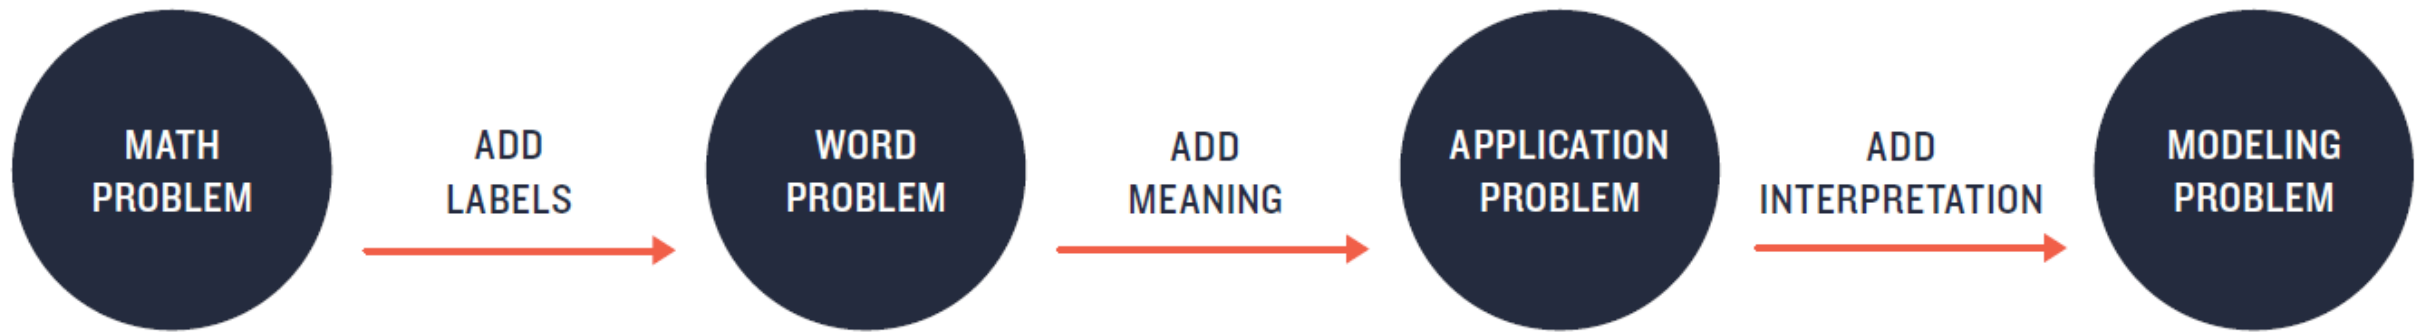 MATH
PROBLEM
ADD
LABELS
WORD
PROBLEM
ADD
MEANING
APPLICATION
PROBLEM
ADD
INTERPRETATION
MODELING
PROBLEM